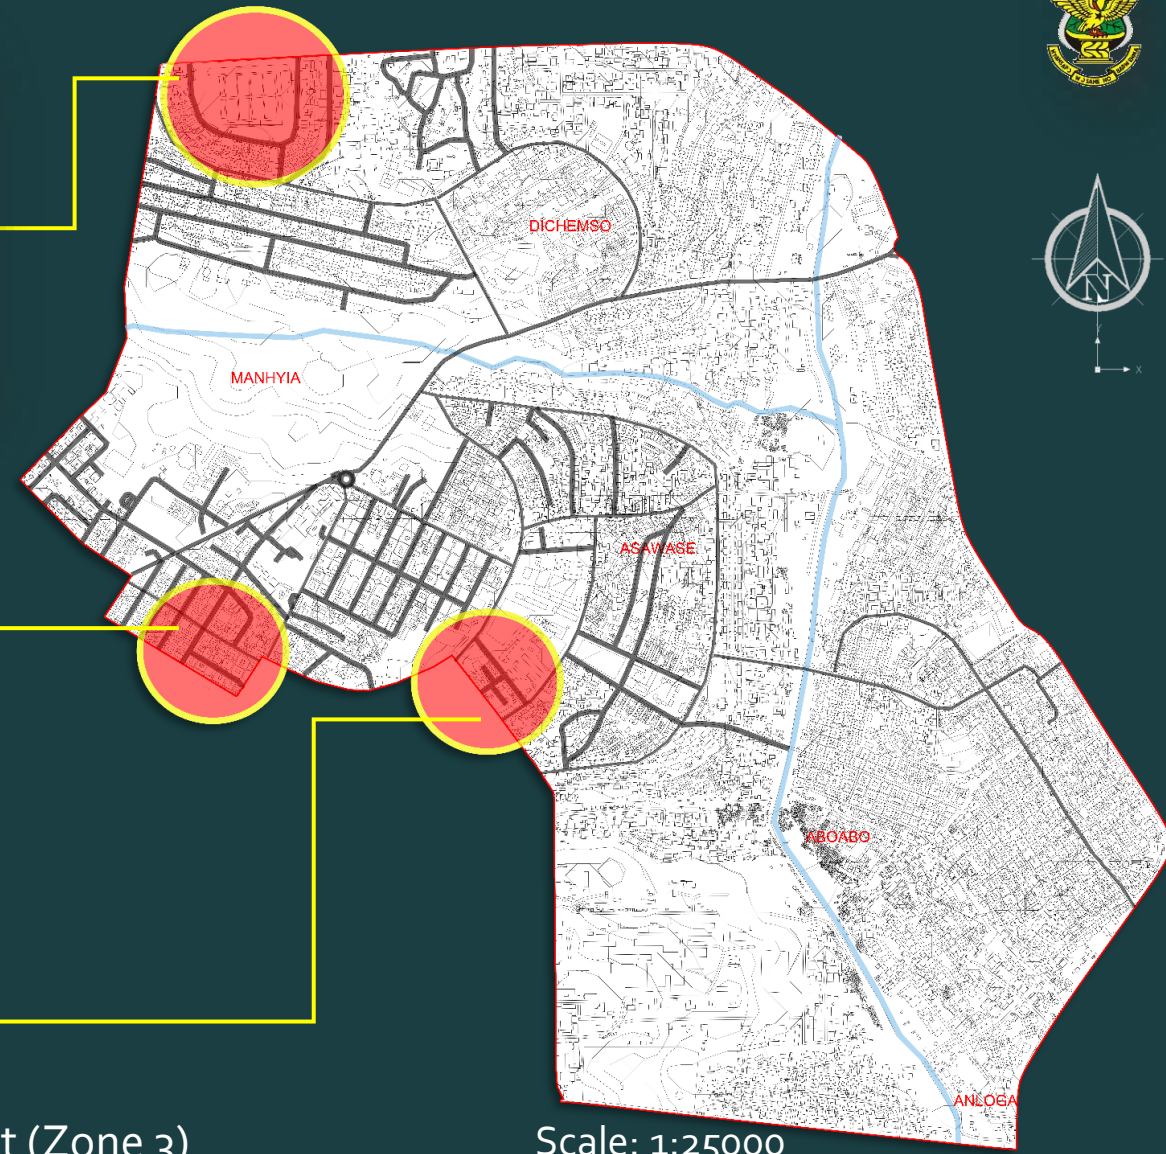 DICHEMSO
N
Y
X
MANHYIA
ASAWASE
ABOABO
ANLOGA
t (Zone 3)
Scale: 1:25000